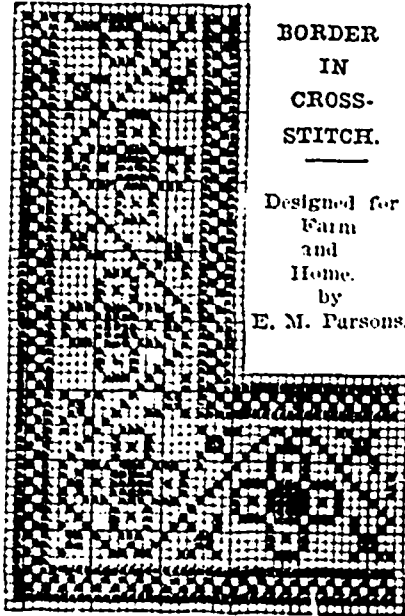 BORDER
IN
CROSS-
STITCH.
Designed for
Farm
and
Home.
by
E. M. Parsons.